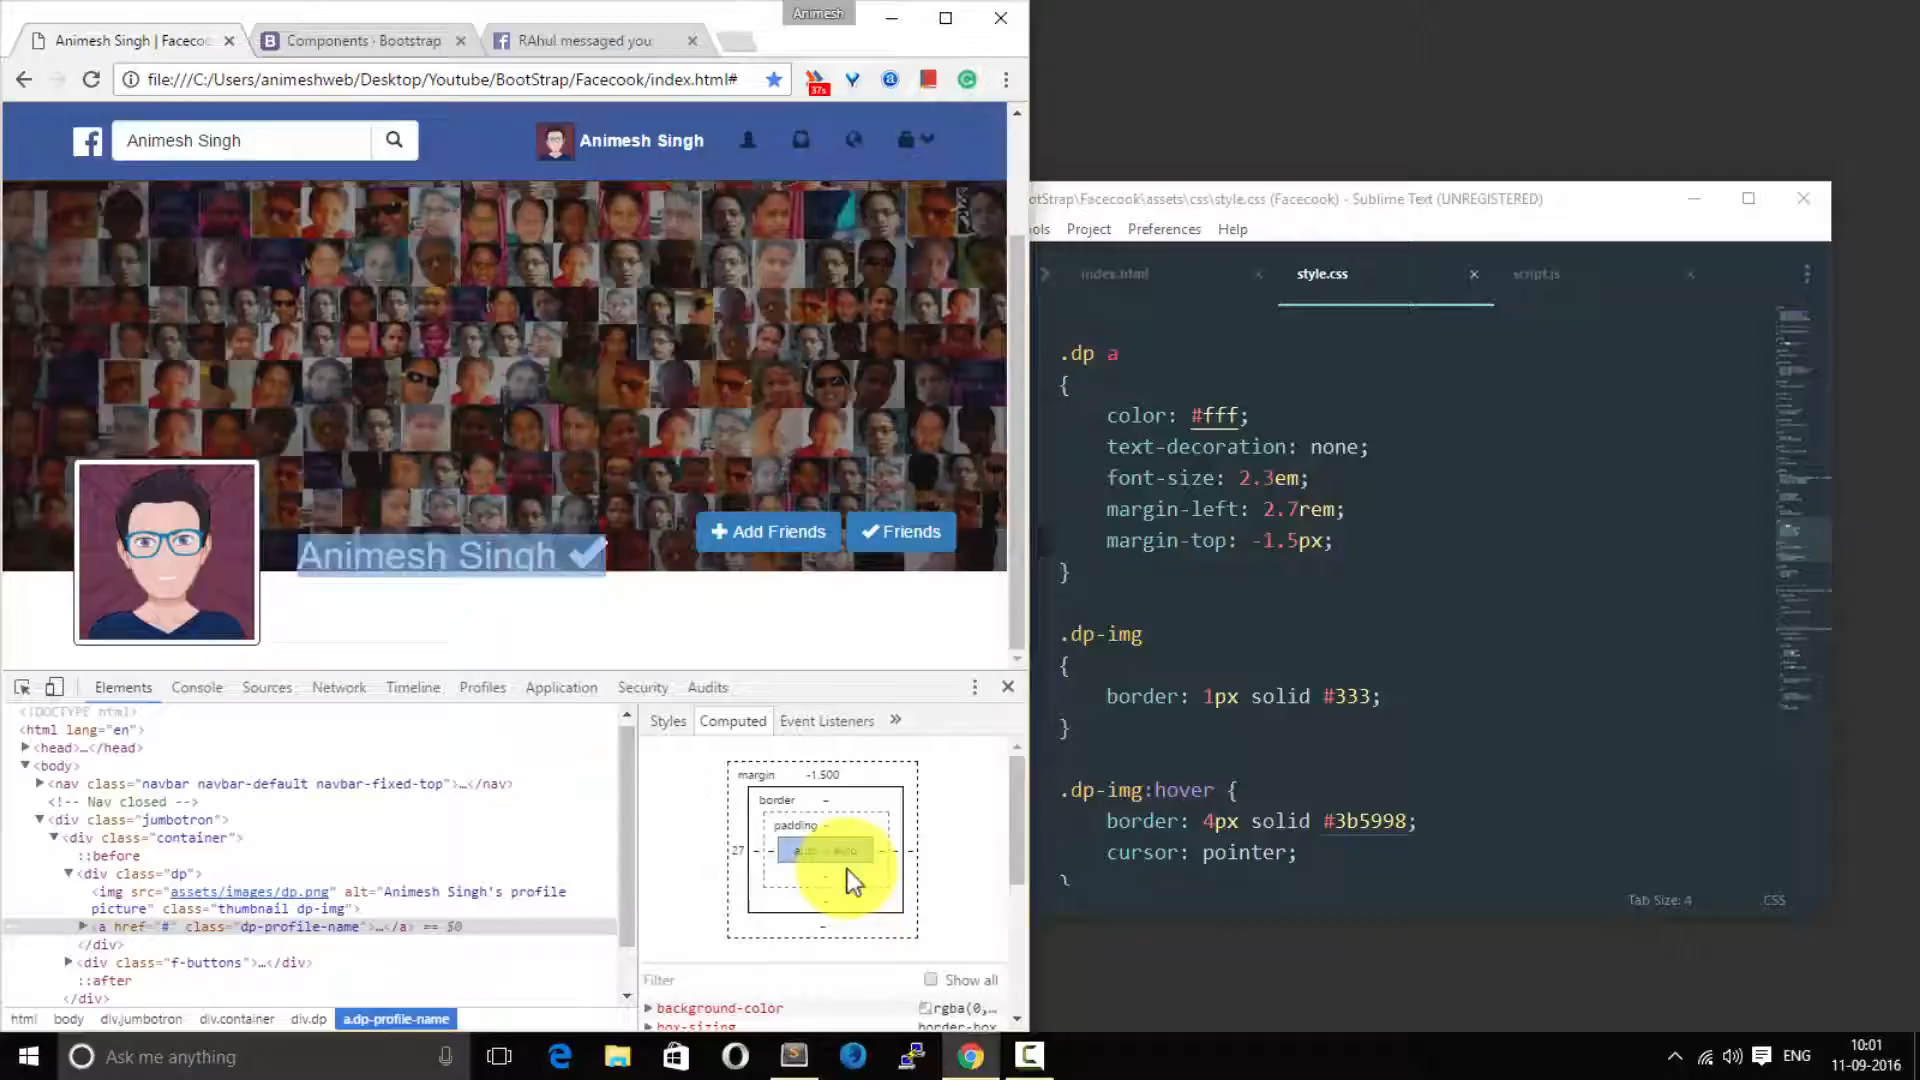 Animesh
Animesh Singh | Faceco
Components · Bootstrap
RAhul messaged you
file:///C:/Users/animeshweb/Desktop/Youtube/BootStrap/Facecook/index.html#
37s
Animesh Singh
Animesh Singh
Animesh Singh
Add Friends
Friends
Elements
Console
Sources
Network
Timeline
Profiles
Application
Security
Audits
<!DOCTYPE html>
<html lang="en">
<head>…</head>
<body>
<nav class="navbar navbar-default navbar-fixed-top">…</nav>
<!-- Nav closed -->
<div class="jumbotron">
<div class="container">
::before
<div class="dp">
<img src="assets/images/dp.png" alt="Animesh Singh's profile
picture" class="thumbnail dp-img">
<a href="#" class="dp-profile-name">…</a> == $0
</div>
<div class="f-buttons">…</div>
::after
</div>
html body div.jumbotron div.container div.dp a.dp-profile-name
Styles
Computed
Event Listeners
»
margin -1.500
border –
padding –
27
Filter
Show all
background-color
rgba(0,…
box-sizing
border-box
otStrap\Facecook\assets\css\style.css (Facecook) - Sublime Text (UNREGISTERED)
ols Project Preferences Help
index.html
style.css
script.js
.dp a
{
color: #fff;
text-decoration: none;
font-size: 2.3em;
margin-left: 2.7rem;
margin-top: -1.5px;
}
.dp-img
{
border: 1px solid #333;
}
.dp-img:hover {
border: 4px solid #3b5998;
cursor: pointer;
Tab Size: 4
CSS
Ask me anything
ENG
10:01
11-09-2016